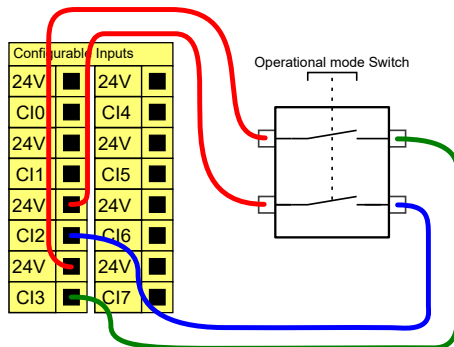 Configurable Inputs
Operational mode Switch
24V 24V
CI0 CI4
24V 24V
CI1 CI5
24V 24V
CI2 CI6
24V 24V
CI3 CI7